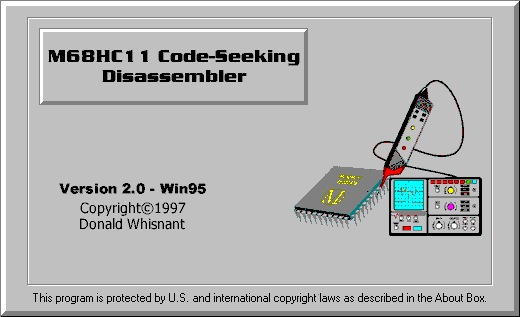 M68HC11 Code-Seeking
Disassembler
Version 2.0 - Win95
Copyright©1997
Donald Whisnant
This program is protected by U.S. and international copyright laws as described in the About Box.